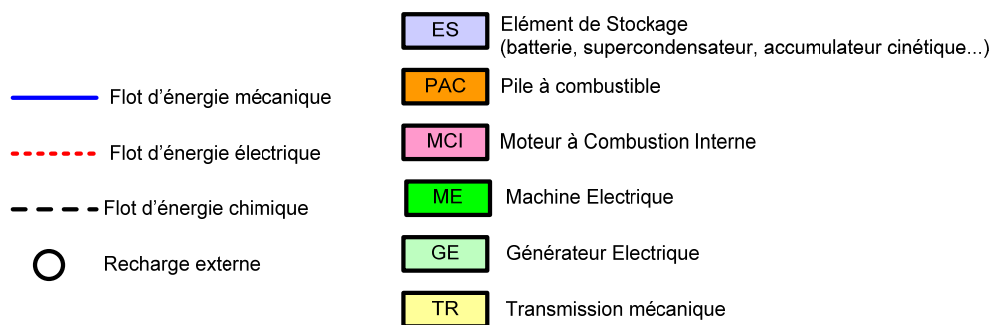 Flot d'énergie mécanique
Flot d'énergie électrique
Flot d'énergie chimique
Recharge externe
ES
Elément de Stockage
(batterie, supercondensateur, accumulateur cinétique...)
PAC
Pile à combustible
MCI
Moteur à Combustion Interne
ME
Machine Electrique
GE
Générateur Electrique
TR
Transmission mécanique